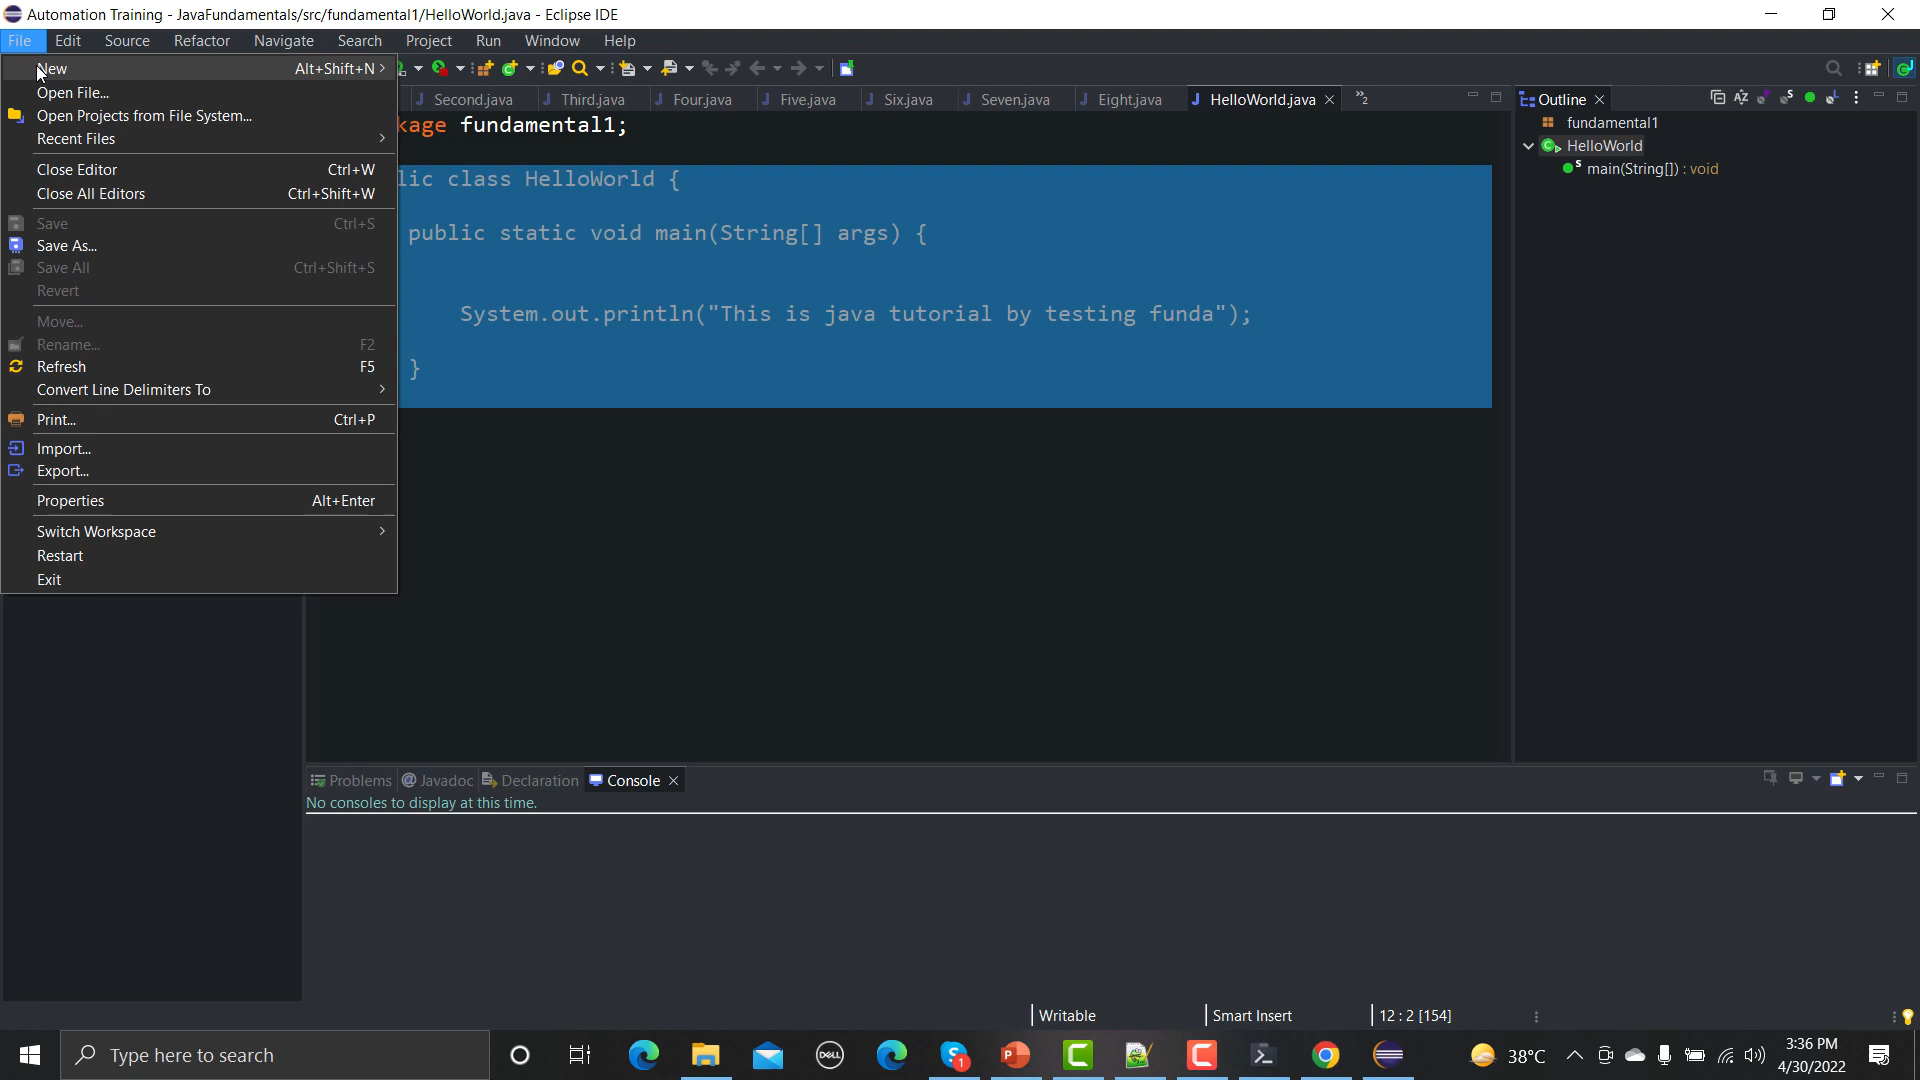 Automation Training - JavaFundamentals/src/fundamental1/HelloWorld.java - Eclipse IDE
File Edit Source Refactor Navigate Search Project Run Window Help
New Alt+Shift+N
Open File...
Open Projects from File System...
Recent Files
Close Editor Ctrl+W
Close All Editors Ctrl+Shift+W
Save Ctrl+S
Save As...
Save All Ctrl+Shift+S
Revert
Move...
Rename... F2
Refresh F5
Convert Line Delimiters To
Print... Ctrl+P
Import...
Export...
Properties Alt+Enter
Switch Workspace
Restart
Exit
Second.java Third.java Four.java Five.java Six.java Seven.java Eight.java HelloWorld.java 2
kage fundamental1;
lic class HelloWorld {
public static void main(String[] args) {
System.out.println("This is java tutorial by testing funda");
}
Outline
fundamental1
HelloWorld
main(String[]) : void
Problems Javadoc Declaration Console
No consoles to display at this time.
Writable Smart Insert 12 : 2 [154]
Type here to search
DELL
38°C
3:36 PM
4/30/2022